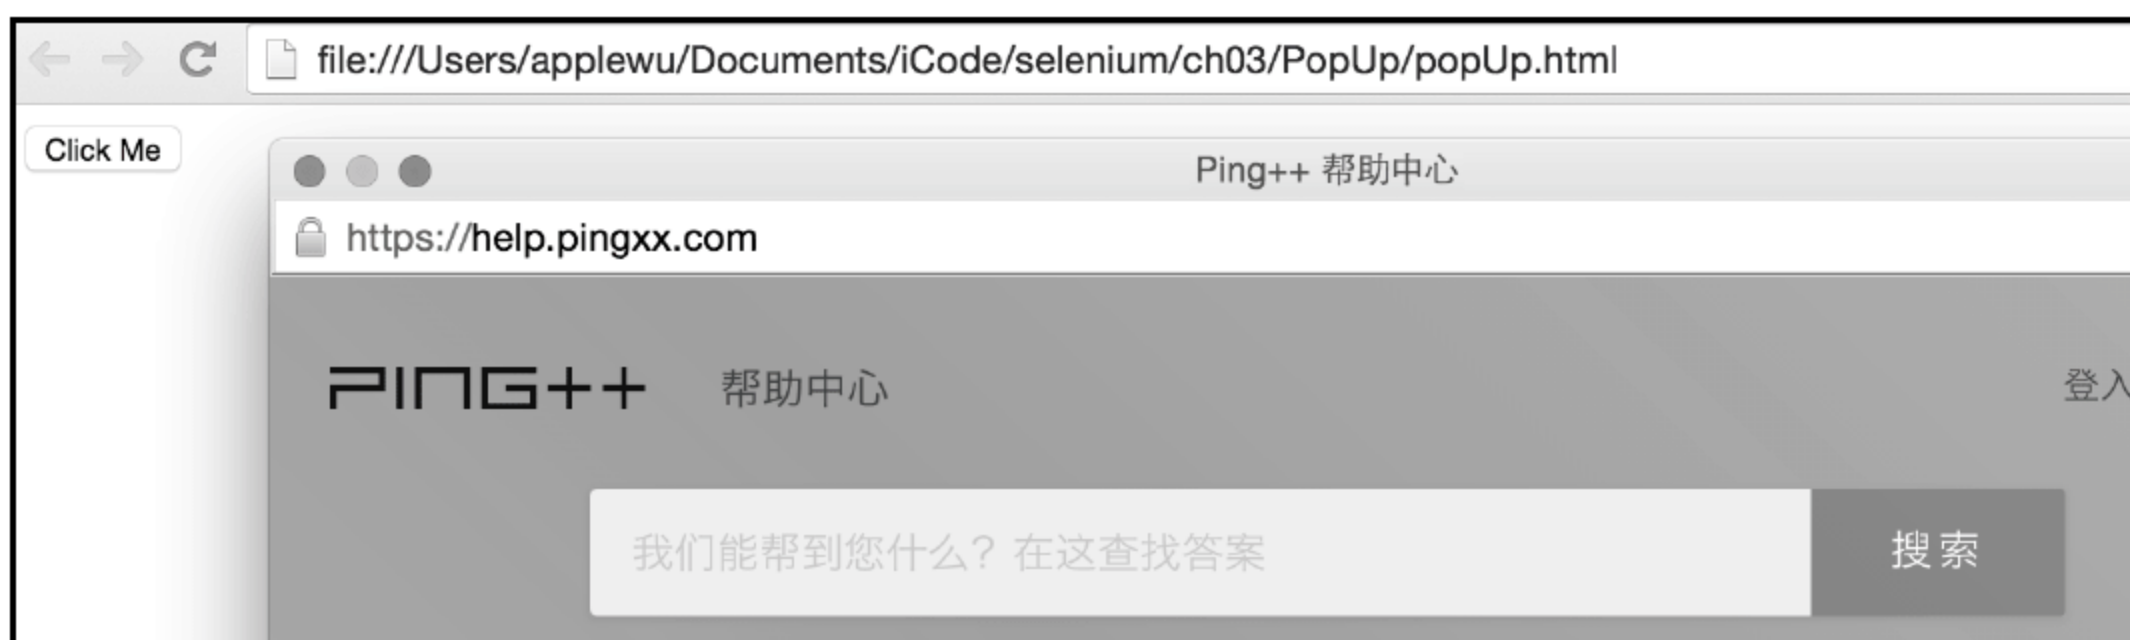 file:///Users/applewu/Documents/iCode/selenium/ch03/PopUp/popUp.html
Click Me
Ping++ 帮助中心
https://help.pingxx.com
PING++ 帮助中心 登入
我们能帮到您什么？在这查找答案 搜索